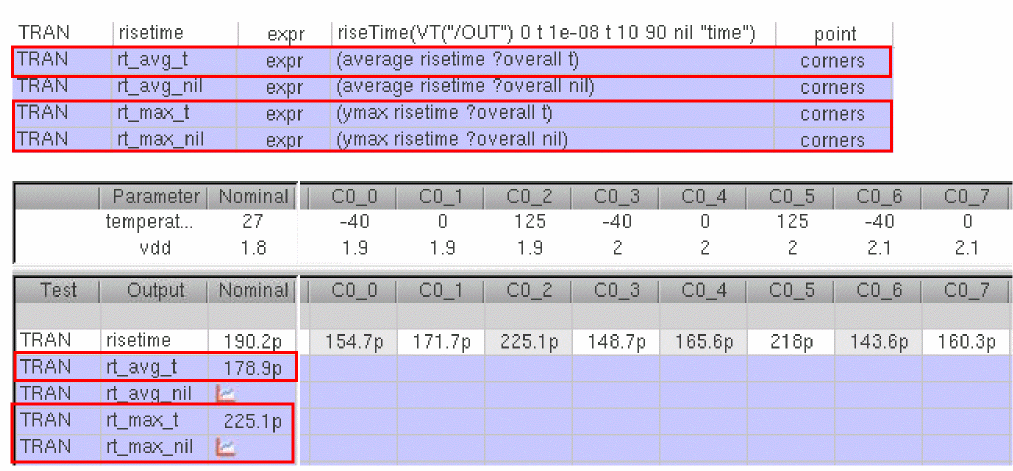 TRAN risetime expr riseTime(VT("/OUT") 0 t 1e-08 t 10 90 nil "time") point
TRAN rt_avg_t expr (average risetime ?overall t) corners
TRAN rt_avg_nil expr (average risetime ?overall nil) corners
TRAN rt_max_t expr (ymax risetime ?overall t) corners
TRAN rt_max_nil expr (ymax risetime ?overall nil) corners
Parameter Nominal C0_0 C0_1 C0_2 C0_3 C0_4 C0_5 C0_6 C0_7
temperat... 27 -40 0 125 -40 0 125 -40 0
vdd 1.8 1.9 1.9 1.9 2 2 2 2.1 2.1
Test Output Nominal C0_0 C0_1 C0_2 C0_3 C0_4 C0_5 C0_6 C0_7
TRAN risetime 190.2p 154.7p 171.7p 225.1p 148.7p 165.6p 218p 143.6p 160.3p
TRAN rt_avg_t 178.9p
TRAN rt_avg_nil
TRAN rt_max_t 225.1p
TRAN rt_max_nil